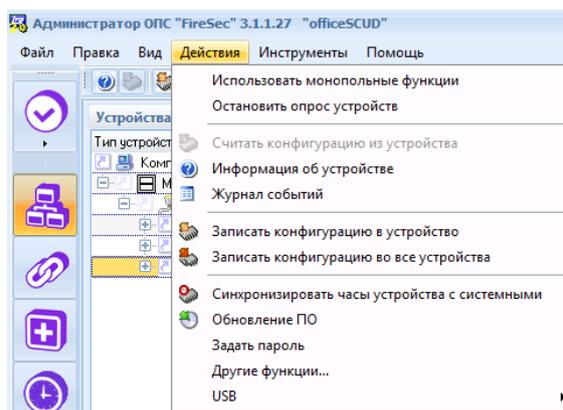 Администратор ОПС "FireSec" 3.1.1.27 "officeSCUD"
Файл Правка Вид Действия Инструменты Помощь
Использовать монопольные функции
Остановить опрос устройств
Устройства
Тип устройст
Считать конфигурацию из устройства
Комп
Информация об устройстве
Журнал событий
Записать конфигурацию в устройство
Записать конфигурацию во все устройства
Синхронизировать часы устройства с системными
Обновление ПО
Задать пароль
Другие функции...
USB